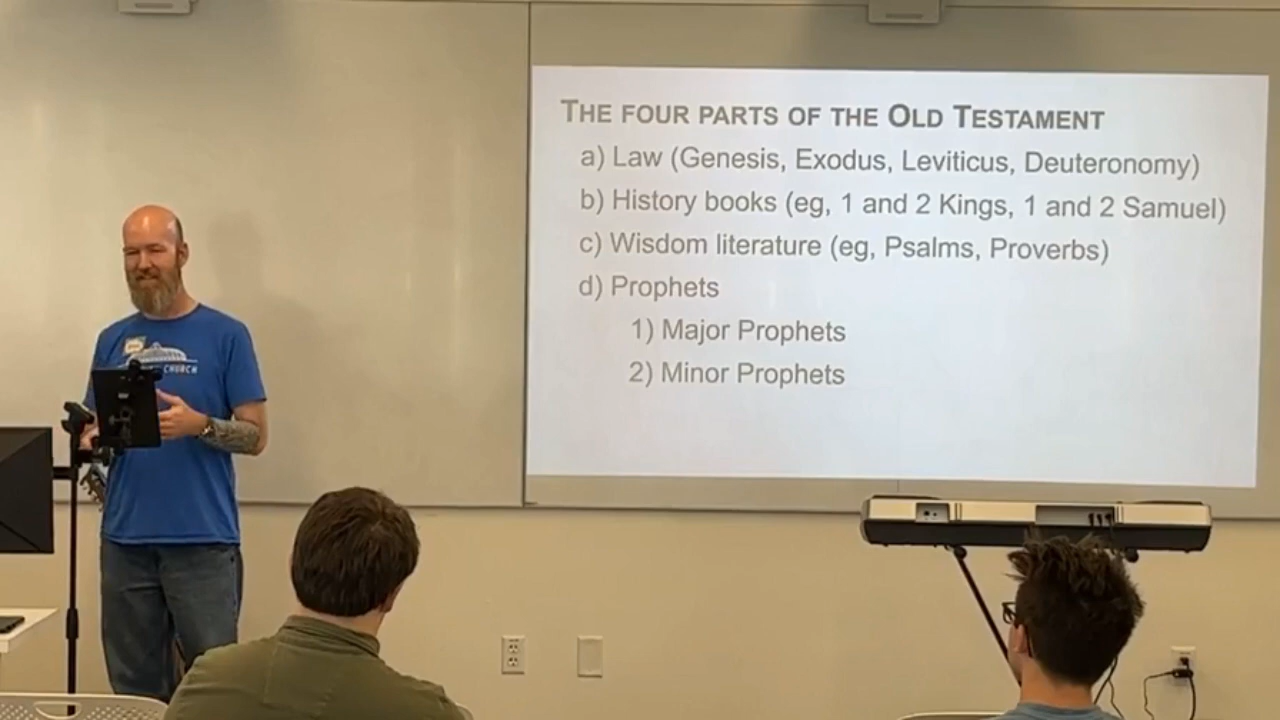 THE FOUR PARTS OF THE OLD TESTAMENT
a) Law (Genesis, Exodus, Leviticus, Deuteronomy)
b) History books (eg, 1 and 2 Kings, 1 and 2 Samuel)
c) Wisdom literature (eg, Psalms, Proverbs)
d) Prophets
1) Major Prophets
2) Minor Prophets
CHURCH